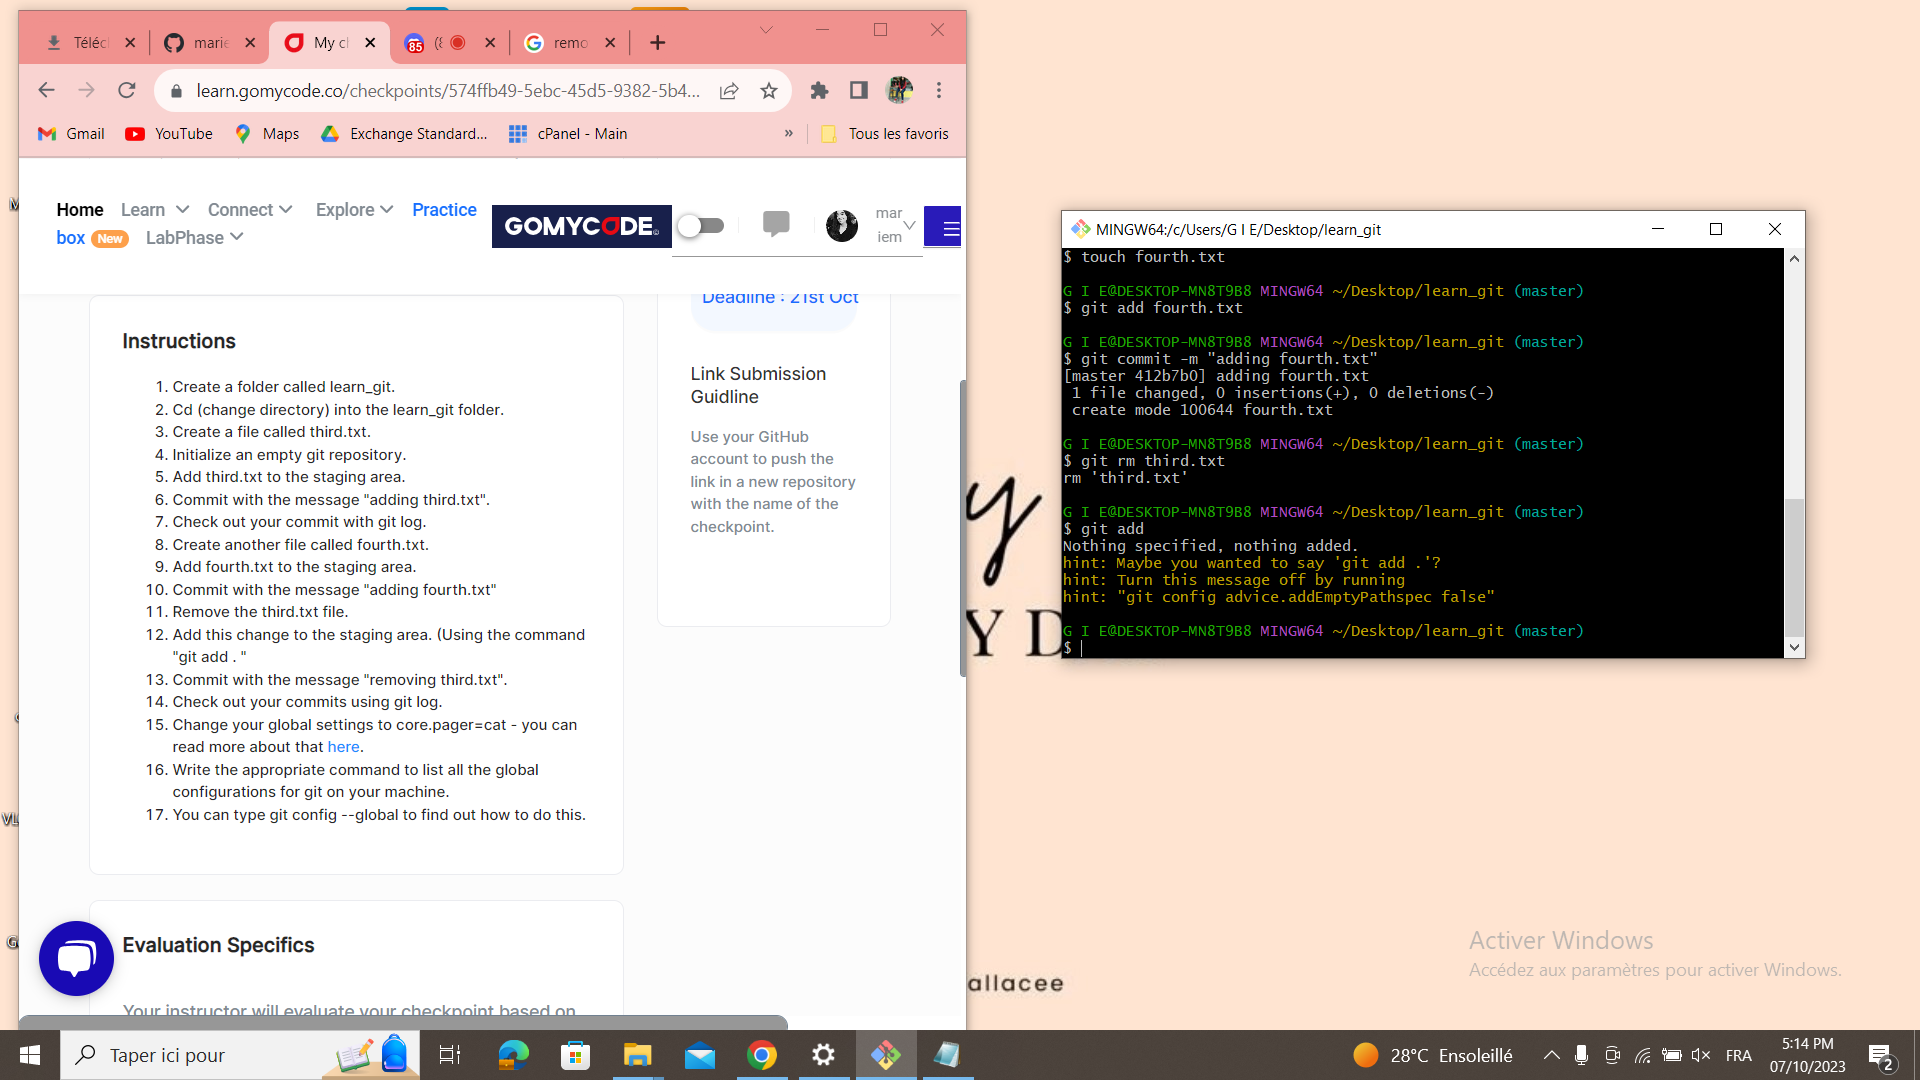 Téléc
marie
My cl
85
(8
remo
learn.gomycode.co/checkpoints/574ffb49-5ebc-45d5-9382-5b4...
Gmail
YouTube
Maps
Exchange Standard...
cPanel - Main
»
Tous les favoris
Home
Learn
Connect
Explore
Practice
box
New
LabPhase
GOMYCODE
mar
iem
Deadline : 21st Oct
Instructions
1. Create a folder called learn_git.
2. Cd (change directory) into the learn_git folder.
3. Create a file called third.txt.
4. Initialize an empty git repository.
5. Add third.txt to the staging area.
6. Commit with the message "adding third.txt".
7. Check out your commit with git log.
8. Create another file called fourth.txt.
9. Add fourth.txt to the staging area.
10. Commit with the message "adding fourth.txt"
11. Remove the third.txt file.
12. Add this change to the staging area. (Using the command
"git add . "
13. Commit with the message "removing third.txt".
14. Check out your commits using git log.
15. Change your global settings to core.pager=cat - you can
read more about that here.
16. Write the appropriate command to list all the global
configurations for git on your machine.
17. You can type git config --global to find out how to do this.
Link Submission
Guidline
Use your GitHub
account to push the
link in a new repository
with the name of the
checkpoint.
Evaluation Specifics
Your instructor will evaluate your checkpoint based on
MINGW64:/c/Users/G I E/Desktop/learn_git
$ touch fourth.txt
G I E@DESKTOP-MN8T9B8 MINGW64 ~/Desktop/learn_git (master)
$ git add fourth.txt
G I E@DESKTOP-MN8T9B8 MINGW64 ~/Desktop/learn_git (master)
$ git commit -m "adding fourth.txt"
[master 412b7b0] adding fourth.txt
1 file changed, 0 insertions(+), 0 deletions(-)
create mode 100644 fourth.txt
G I E@DESKTOP-MN8T9B8 MINGW64 ~/Desktop/learn_git (master)
$ git rm third.txt
rm 'third.txt'
G I E@DESKTOP-MN8T9B8 MINGW64 ~/Desktop/learn_git (master)
$ git add
Nothing specified, nothing added.
hint: Maybe you wanted to say 'git add .'?
hint: Turn this message off by running
hint: "git config advice.addEmptyPathspec false"
G I E@DESKTOP-MN8T9B8 MINGW64 ~/Desktop/learn_git (master)
$
y
Y D
allacee
Activer Windows
Accédez aux paramètres pour activer Windows.
Taper ici pour
28°C Ensoleillé
FRA
5:14 PM
07/10/2023
2